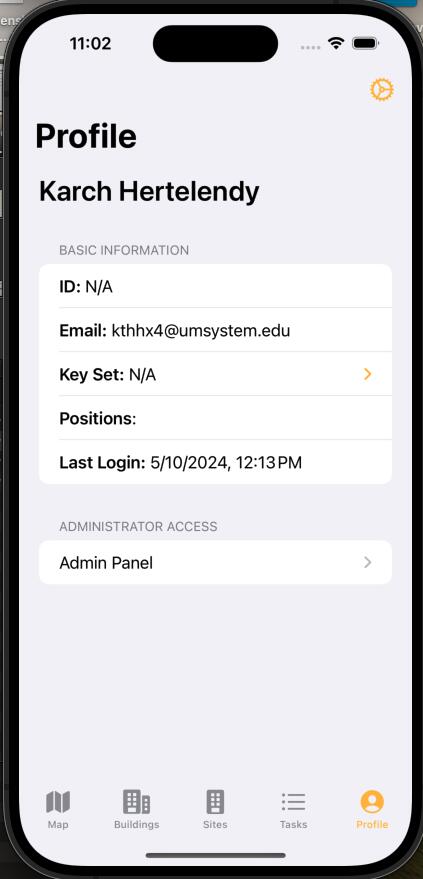 11:02
Profile
Karch Hertelendy
BASIC INFORMATION
ID: N/A
Email: kthhx4@umsystem.edu
Key Set: N/A
Positions:
Last Login: 5/10/2024, 12:13 PM
ADMINISTRATOR ACCESS
Admin Panel
Map Buildings Sites Tasks Profile